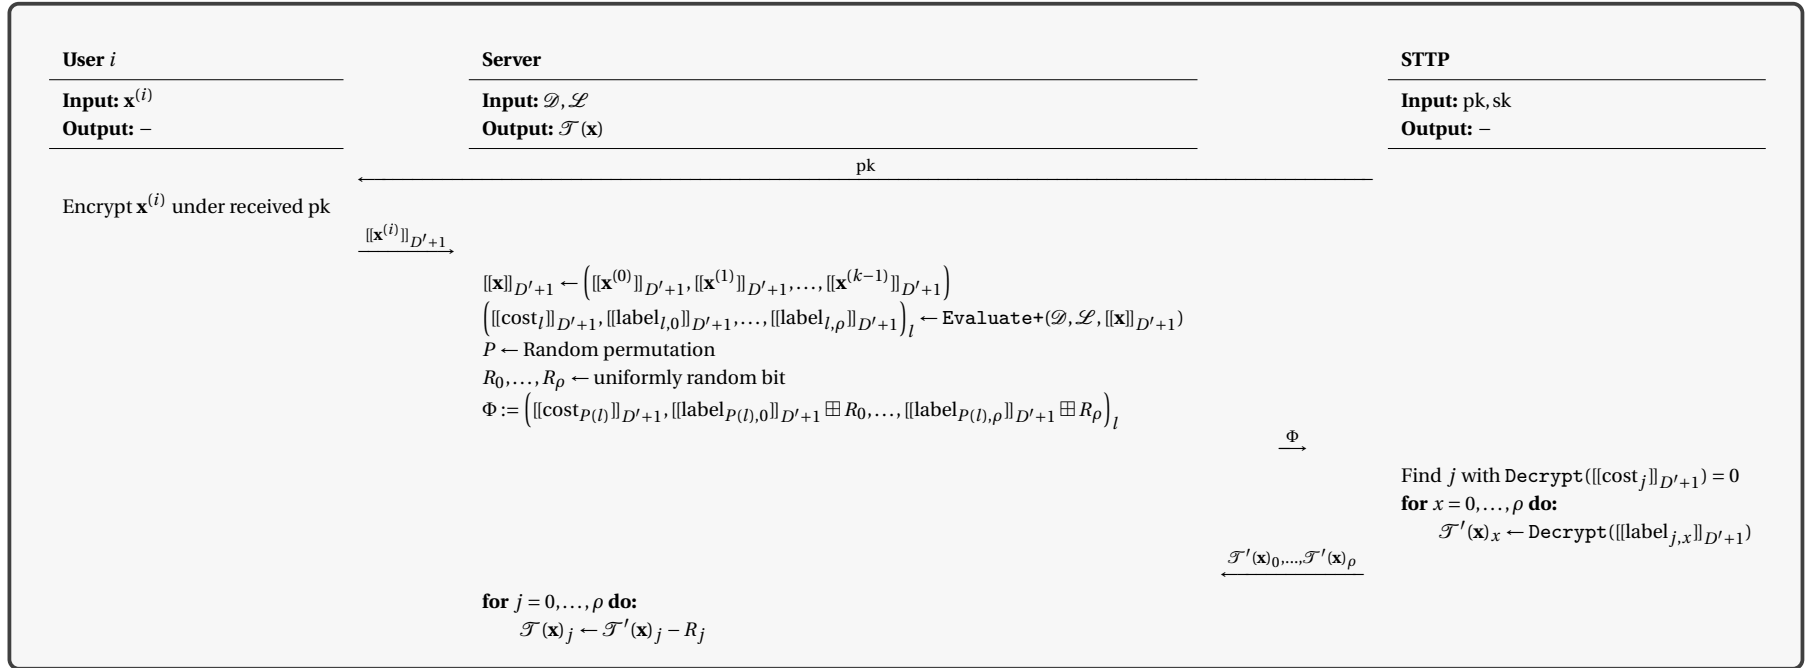 User i
Server
STTP
Input: x^(i)
Input: 𝒟, ℒ
Input: pk, sk
Output: −
Output: 𝒯(x)
Output: −
pk
Encrypt x^(i) under received pk
[[x^(i)]]_{D′+1}
[[x]]_{D′+1} ← ([[x^(0)]]_{D′+1}, [[x^(1)]]_{D′+1}, …, [[x^(k−1)]]_{D′+1})
([[cost_l]]_{D′+1}, [[label_{l,0}]]_{D′+1}, …, [[label_{l,ρ}]]_{D′+1})_l ← Evaluate+(𝒟, ℒ, [[x]]_{D′+1})
P ← Random permutation
R_0, …, R_ρ ← uniformly random bit
Φ := ([[cost_{P(l)}]]_{D′+1}, [[label_{P(l),0}]]_{D′+1} ⊞ R_0, …, [[label_{P(l),ρ}]]_{D′+1} ⊞ R_ρ)_l
Φ
Find j with Decrypt([[cost_j]]_{D′+1}) = 0
for x = 0, …, ρ do:
𝒯′(x)_x ← Decrypt([[label_{j,x}]]_{D′+1})
𝒯′(x)_0, …, 𝒯′(x)_ρ
for j = 0, …, ρ do:
𝒯(x)_j ← 𝒯′(x)_j − R_j